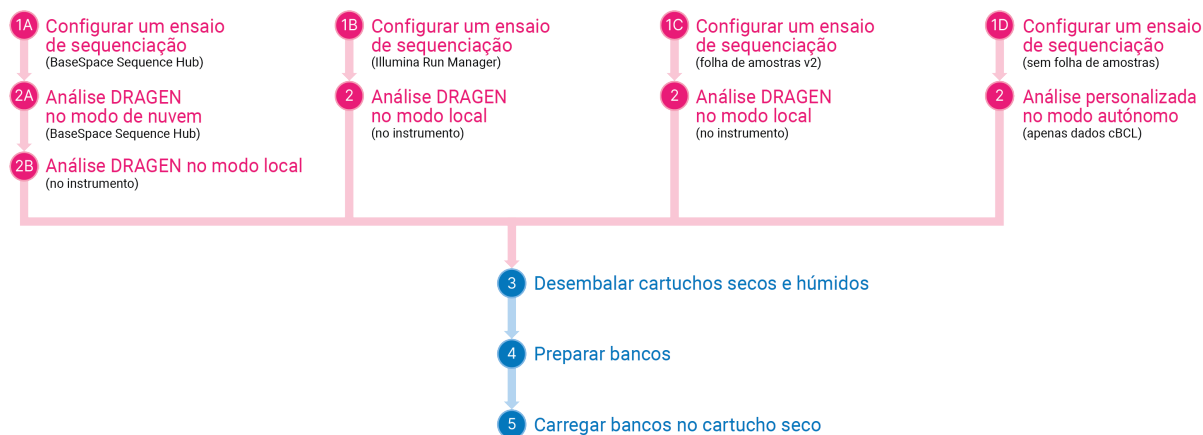 1A
Configurar um ensaio
de sequenciação
(BaseSpace Sequence Hub)
2A
Análise DRAGEN
no modo de nuvem
(BaseSpace Sequence Hub)
2B
Análise DRAGEN no modo local
(no instrumento)
1B
Configurar um ensaio
de sequenciação
(Illumina Run Manager)
2
Análise DRAGEN
no modo local
(no instrumento)
1C
Configurar um ensaio
de sequenciação
(folha de amostras v2)
2
Análise DRAGEN
no modo local
(no instrumento)
1D
Configurar um ensaio
de sequenciação
(sem folha de amostras)
2
Análise personalizada
no modo autónomo
(apenas dados cBCL)
3
Desembalar cartuchos secos e húmidos
4
Preparar bancos
5
Carregar bancos no cartucho seco